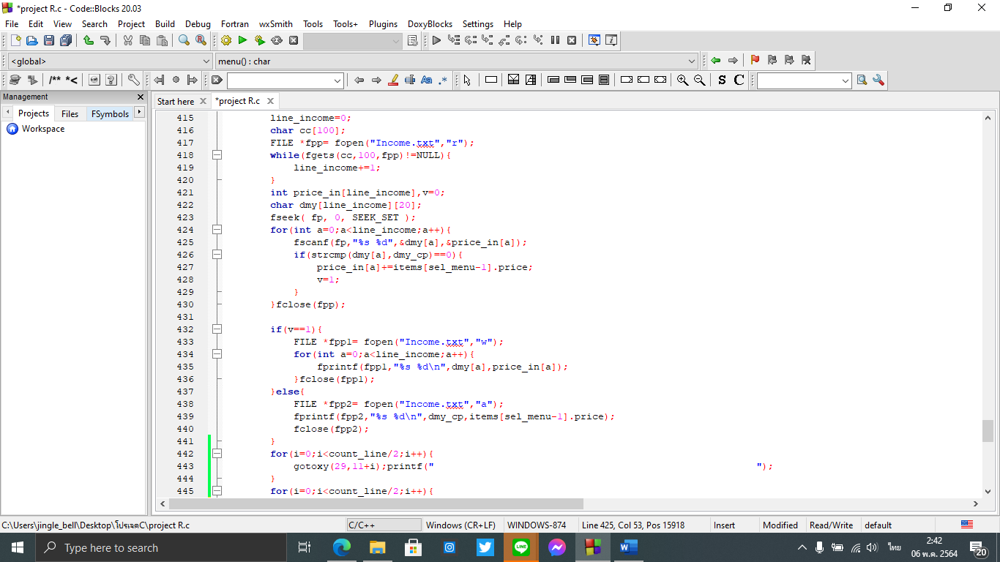 *project R.c - Code::Blocks 20.03
File Edit View Search Project Build Debug Fortran wxSmith Tools Tools+ Plugins DoxyBlocks Settings Help
<global> menu() : char
/** *< Aa .* S C
Management
Projects Files FSymbols
Workspace
Start here *project R.c
415 line_income=0;
416 char cc[100];
417 FILE *fpp= fopen("Income.txt","r");
418 while(fgets(cc,100,fpp)!=NULL){
419 line_income+=1;
420 }
421 int price_in[line_income],v=0;
422 char dmy[line_income][20];
423 fseek( fp, 0, SEEK_SET );
424 for(int a=0;a<line_income;a++){
425 fscanf(fp,"%s %d",&dmy[a],&price_in[a]);
426 if(strcmp(dmy[a],dmy_cp)==0){
427 price_in[a]+=items[sel_menu-1].price;
428 v=1;
429 }
430 }fclose(fpp);
431
432 if(v==1){
433 FILE *fpp1= fopen("Income.txt","w");
434 for(int a=0;a<line_income;a++){
435 fprintf(fpp1,"%s %d\n",dmy[a],price_in[a]);
436 }fclose(fpp1);
437 }else{
438 FILE *fpp2= fopen("Income.txt","a");
439 fprintf(fpp2,"%s %d\n",dmy_cp,items[sel_menu-1].price);
440 fclose(fpp2);
441 }
442 for(i=0;i<count_line/2;i++){
443 gotoxy(29,11+i);printf("                                                       ");
444 }
445 for(i=0;i<count_line/2;i++){
C:\Users\jingle_bell\Desktop\โปรเจคC\project R.c C/C++ Windows (CR+LF) WINDOWS-874 Line 425, Col 53, Pos 15918 Insert Modified Read/Write default
Type here to search
LINE
W
ไทย
2:42
06 พ.ค. 2564
20